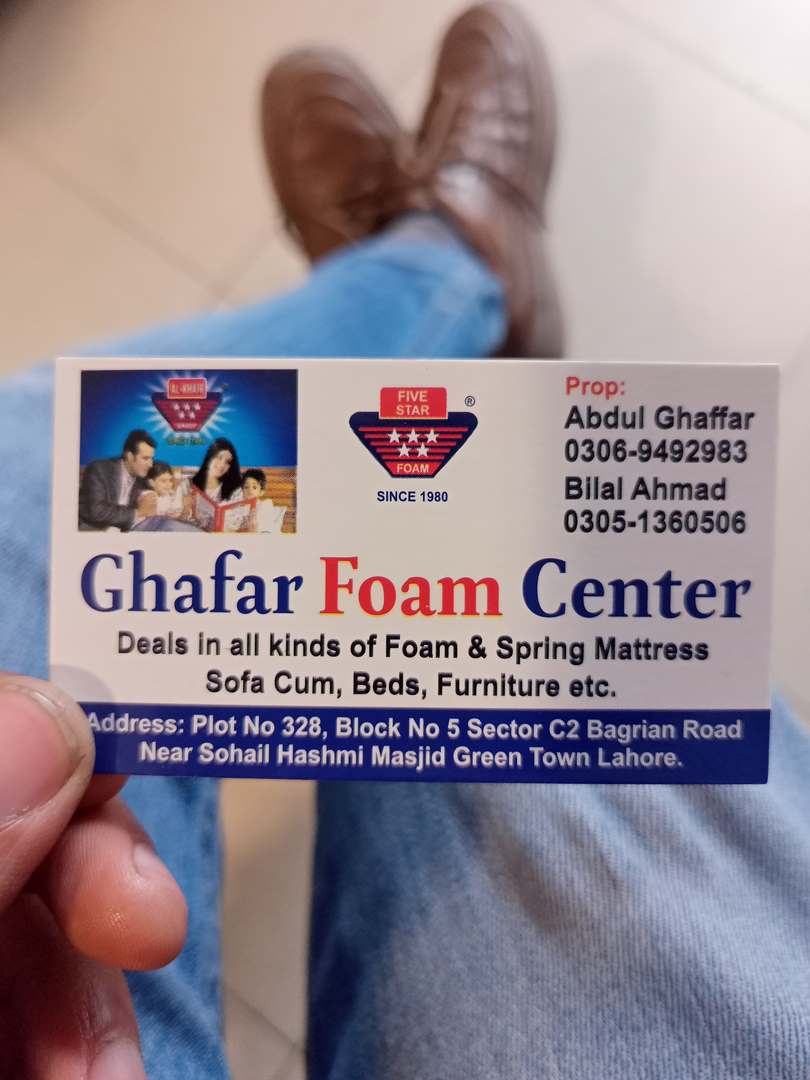 AL-KHAIR
FIVE
STAR
®
FOAM
SINCE 1980
Prop:
Abdul Ghaffar
0306-9492983
Bilal Ahmad
0305-1360506
Ghafar Foam Center
Deals in all kinds of Foam & Spring Mattress
Sofa Cum, Beds, Furniture etc.
Address: Plot No 328, Block No 5 Sector C2 Bagrian Road
Near Sohail Hashmi Masjid Green Town Lahore.